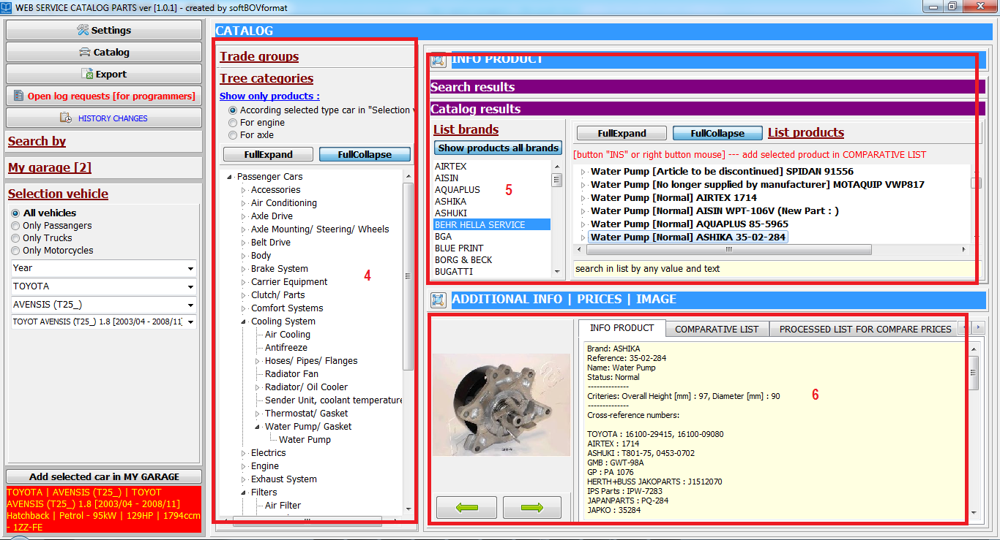 WEB SERVICE CATALOG PARTS ver [1.0.1] - created by softBOVformat
Settings
Catalog
Export
Open log requests [for programmers]
HISTORY CHANGES
Search by
My garage [2]
Selection vehicle
All vehicles
Only Passangers
Only Trucks
Only Motorcycles
Year
TOYOTA
AVENSIS (T25_)
TOYOT AVENSIS (T25_) 1.8 [2003/04 - 2008/11]
Add selected car in MY GARAGE
TOYOTA | AVENSIS (T25_) | TOYOT
AVENSIS (T25_) 1.8 [2003/04 - 2008/11]
Hatchback | Petrol - 95kW | 129HP | 1794ccm
- 1ZZ-FE
CATALOG
Trade groups
Tree categories
Show only products :
According selected type car in "Selection v
For engine
For axle
FullExpand
FullCollapse
Passenger Cars
Accessories
Air Conditioning
Axle Drive
Axle Mounting/ Steering/ Wheels
Belt Drive
Body
Brake System
Carrier Equipment
Clutch/ Parts
Comfort Systems
Cooling System
Air Cooling
Antifreeze
Hoses/ Pipes/ Flanges
Radiator Fan
Radiator/ Oil Cooler
Sender Unit, coolant temperature
Thermostat/ Gasket
Water Pump/ Gasket
Water Pump
Electrics
Engine
Exhaust System
Filters
Air Filter
4
INFO PRODUCT
Search results
Catalog results
List brands
Show products all brands
AIRTEX
AISIN
AQUAPLUS
ASHIKA
ASHUKI
BEHR HELLA SERVICE
BGA
BLUE PRINT
BORG & BECK
BUGATTI
5
FullExpand
FullCollapse
List products
[button "INS" or right button mouse] --- add selected product in COMPARATIVE LIST
Water Pump [Article to be discontinued] SPIDAN 91556
Water Pump [No longer supplied by manufacturer] MOTAQUIP VWP817
Water Pump [Normal] AIRTEX 1714
Water Pump [Normal] AISIN WPT-106V (New Part : )
Water Pump [Normal] AQUAPLUS 85-5965
Water Pump [Normal] ASHIKA 35-02-284
search in list by any value and text
ADDITIONAL INFO | PRICES | IMAGE
INFO PRODUCT
COMPARATIVE LIST
PROCESSED LIST FOR COMPARE PRICES
Brand: ASHIKA
Reference: 35-02-284
Name: Water Pump
Status: Normal
--------------
Criteries: Overall Height [mm] : 97, Diameter [mm] : 90
--------------
Cross-reference numbers:
TOYOTA : 16100-29415, 16100-09080
AIRTEX : 1714
ASHUKI : T801-75, 0453-0702
GMB : GWT-98A
GP : PA 1076
HERTH+BUSS JAKOPARTS : J1512070
IPS Parts : IPW-7283
JAPANPARTS : PQ-284
JAPKO : 35284
6